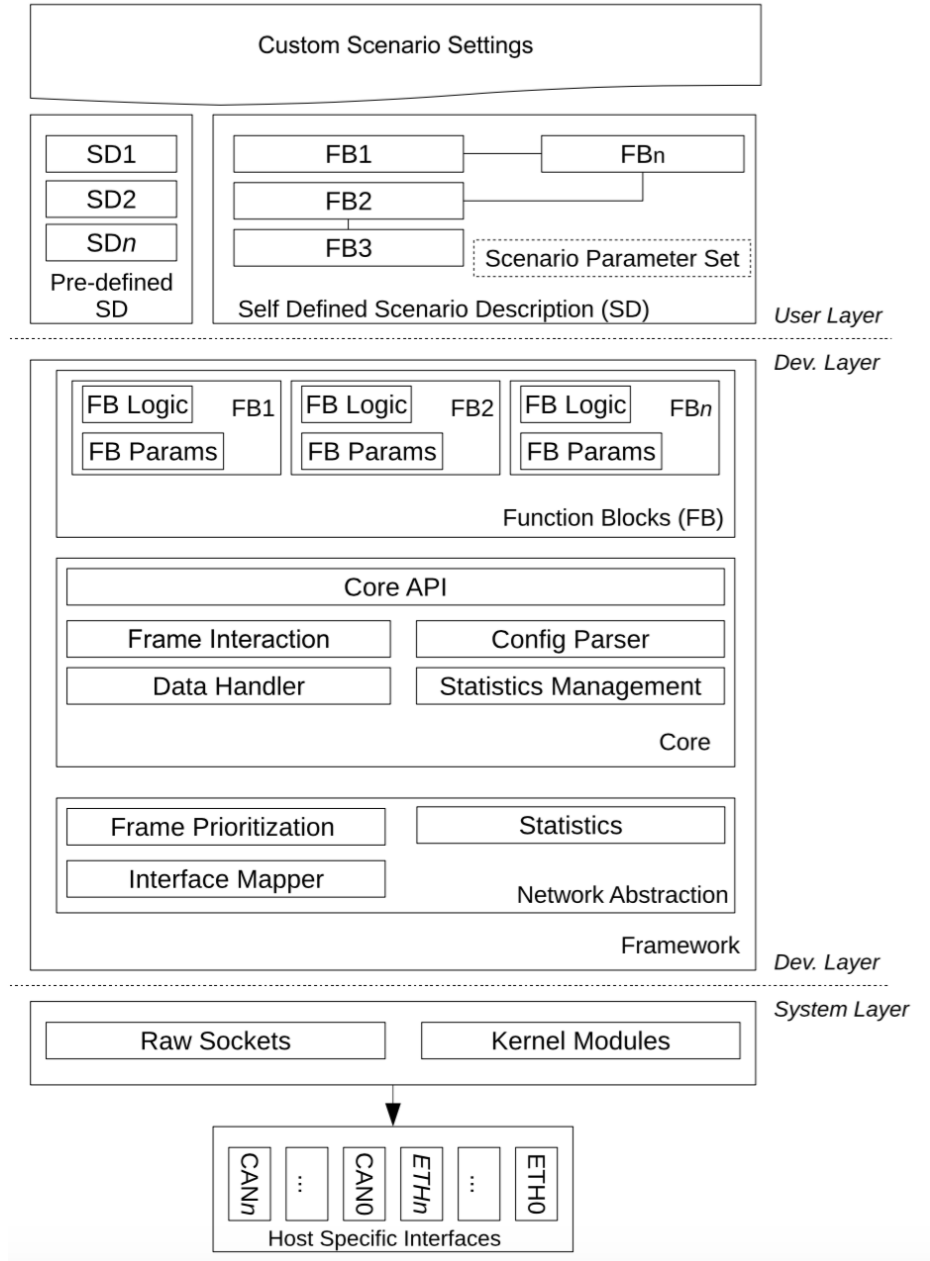 Custom Scenario Settings
SD1
SD2
SDn
Pre-defined
SD
FB1
FBn
FB2
FB3
Scenario Parameter Set
Self Defined Scenario Description (SD)
User Layer
Dev. Layer
FB Logic
FB1
FB Params
FB Logic
FB2
FB Params
FB Logic
FBn
FB Params
Function Blocks (FB)
Core API
Frame Interaction
Config Parser
Data Handler
Statistics Management
Core
Frame Prioritization
Statistics
Interface Mapper
Network Abstraction
Framework
Dev. Layer
System Layer
Raw Sockets
Kernel Modules
CANn
...
CAN0
ETHn
...
ETH0
Host Specific Interfaces